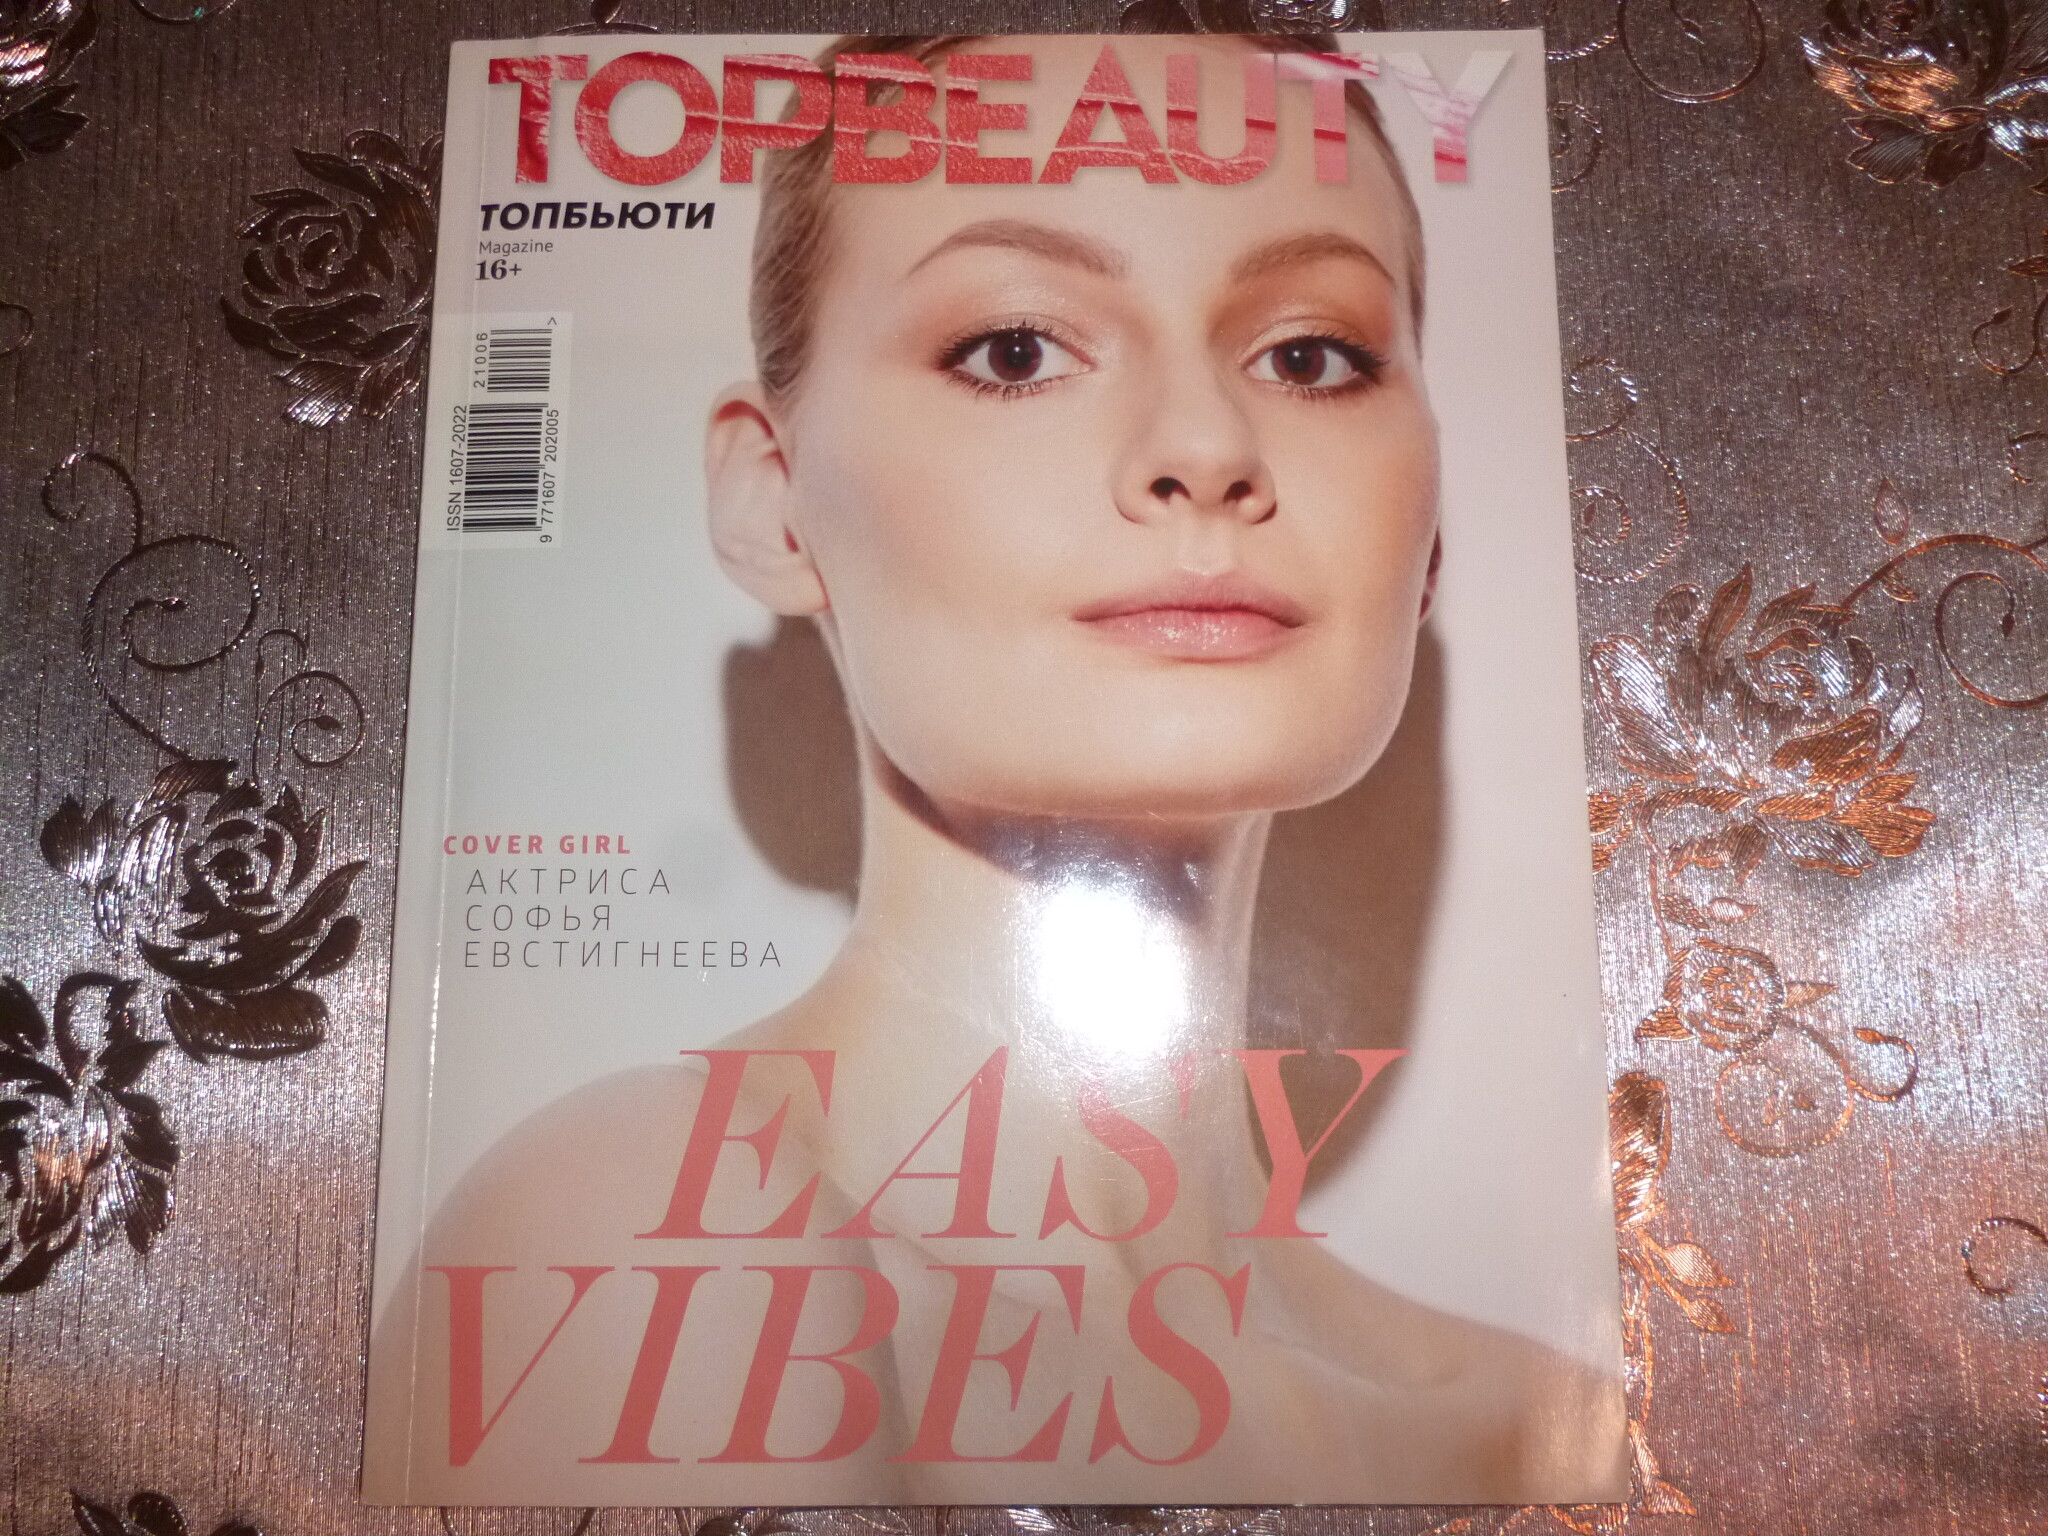 TOPBEAUTY
ТОПБЬЮТИ
Magazine
16+
21006 >
ISSN 1607-2022
9 771607 202005
COVER GIRL
АКТРИСА
СОФЬЯ
ЕВСТИГНЕЕВА
EASY
VIBES